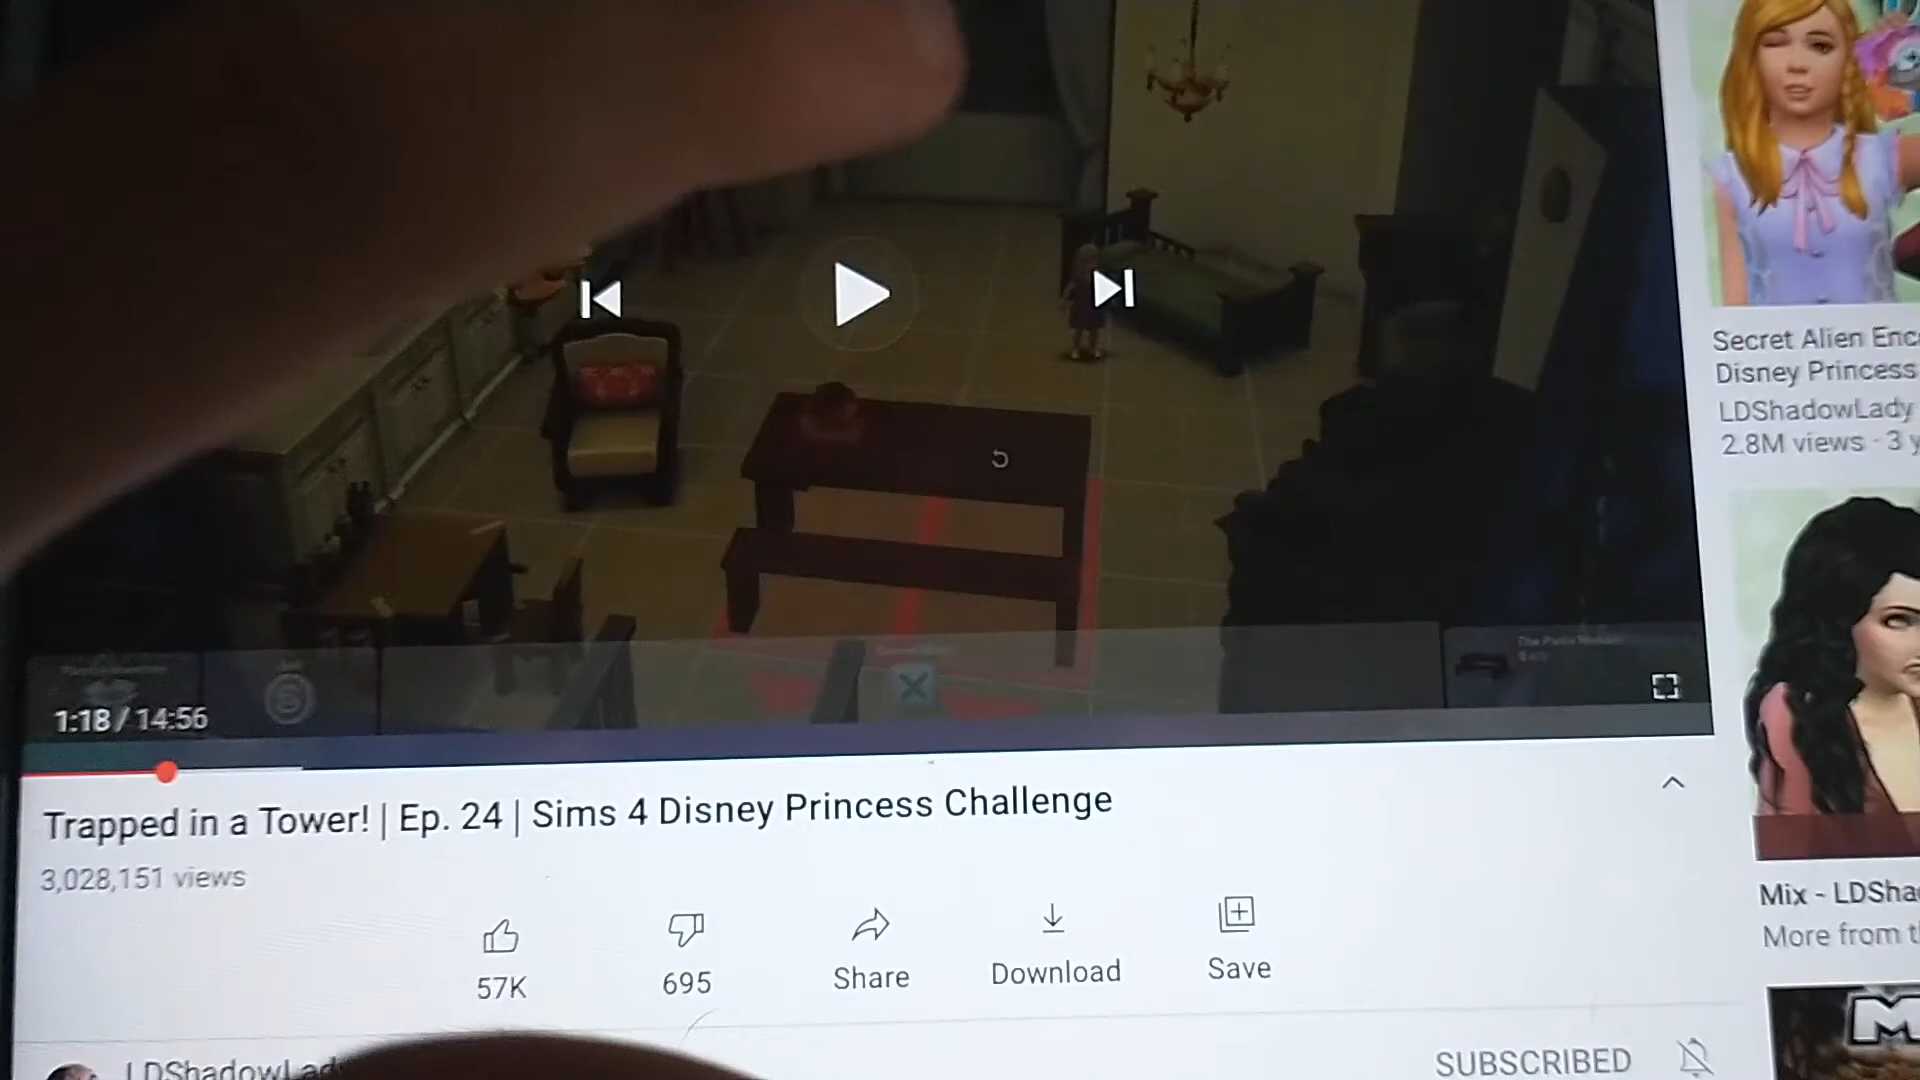 1:18 / 14:56
Trapped in a Tower! | Ep. 24 | Sims 4 Disney Princess Challenge
3,028,151 views
57K
695
Share
Download
Save
LDShadowLad
SUBSCRIBED
Secret Alien Enc
Disney Princess
LDShadowLady
2.8M views · 3 y
Mix - LDSha
More from t
M